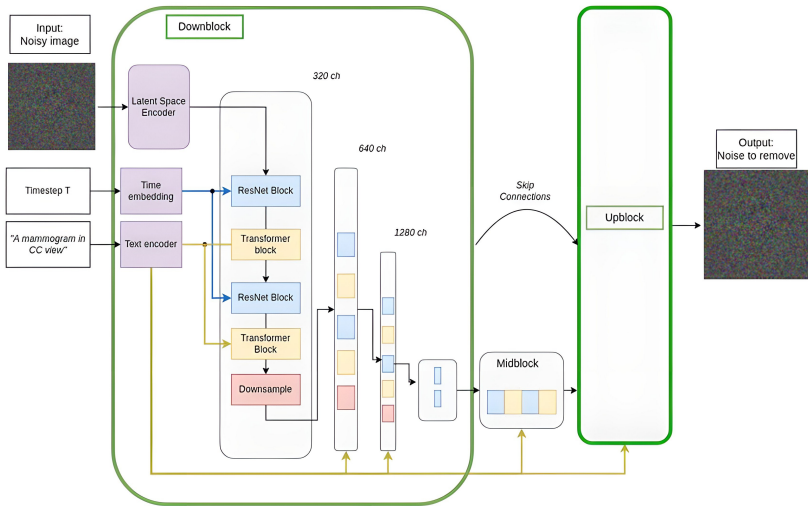 Input:
Noisy image
Downblock
320 ch
Latent Space
Encoder
640 ch
Output:
Noise to remove
Timestep T
Time
embedding
ResNet Block
Skip
Connections
Upblock
"A mammogram in
CC view"
Text encoder
Transformer
block
1280 ch
ResNet Block
Transformer
Block
Downsample
Midblock